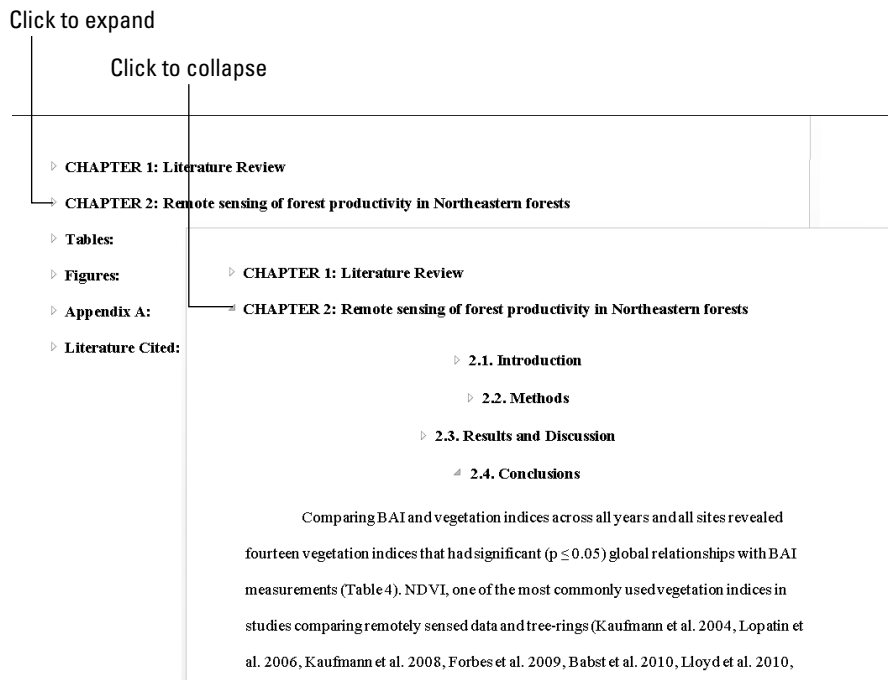 Click to expand
Click to collapse
CHAPTER 1: Literature Review
CHAPTER 2: Remote sensing of forest productivity in Northeastern forests
Tables:
Figures:
Appendix A:
Literature Cited:
CHAPTER 1: Literature Review
CHAPTER 2: Remote sensing of forest productivity in Northeastern forests
2.1. Introduction
2.2. Methods
2.3. Results and Discussion
2.4. Conclusions
Comparing BAI and vegetation indices across all years and all sites revealed
fourteen vegetation indices that had significant (p ≤ 0.05) global relationships with BAI
measurements (Table 4). NDVI, one of the most commonly used vegetation indices in
studies comparing remotely sensed data and tree-rings (Kaufmann et al. 2004, Lopatin et
al. 2006, Kaufmann et al. 2008, Forbes et al. 2009, Babst et al. 2010, Lloyd et al. 2010,